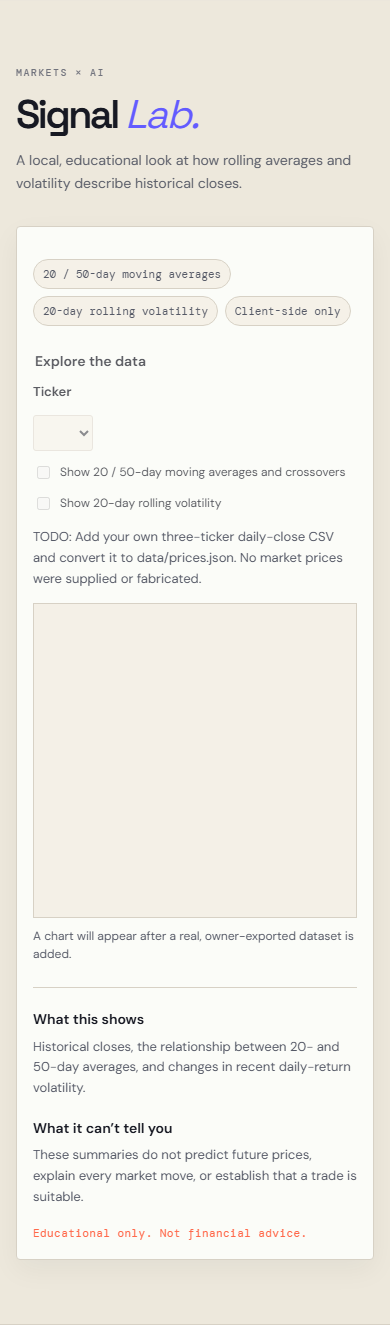 MARKETS × AI
Signal Lab.
A local, educational look at how rolling averages and
volatility describe historical closes.
20 / 50-day moving averages
20-day rolling volatility
Client-side only
Explore the data
Ticker
Show 20 / 50-day moving averages and crossovers
Show 20-day rolling volatility
TODO: Add your own three-ticker daily-close CSV
and convert it to data/prices.json. No market prices
were supplied or fabricated.
A chart will appear after a real, owner-exported dataset is
added.
What this shows
Historical closes, the relationship between 20- and
50-day averages, and changes in recent daily-return
volatility.
What it can’t tell you
These summaries do not predict future prices,
explain every market move, or establish that a trade is
suitable.
Educational only. Not financial advice.